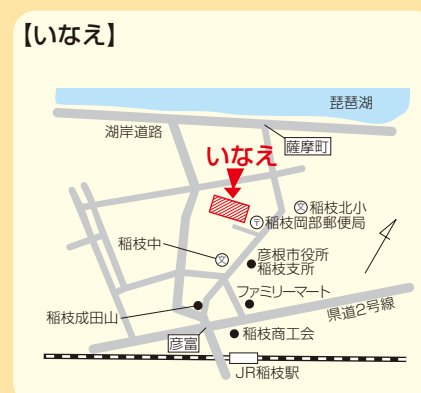 【いなえ】
琵琶湖
湖岸道路
薩摩町
いなえ
文稲枝北小
〒稲枝岡部郵便局
稲枝中
文
彦根市役所
稲枝支所
ファミリーマート
県道2号線
稲枝成田山
稲枝商工会
彦富
JR稲枝駅